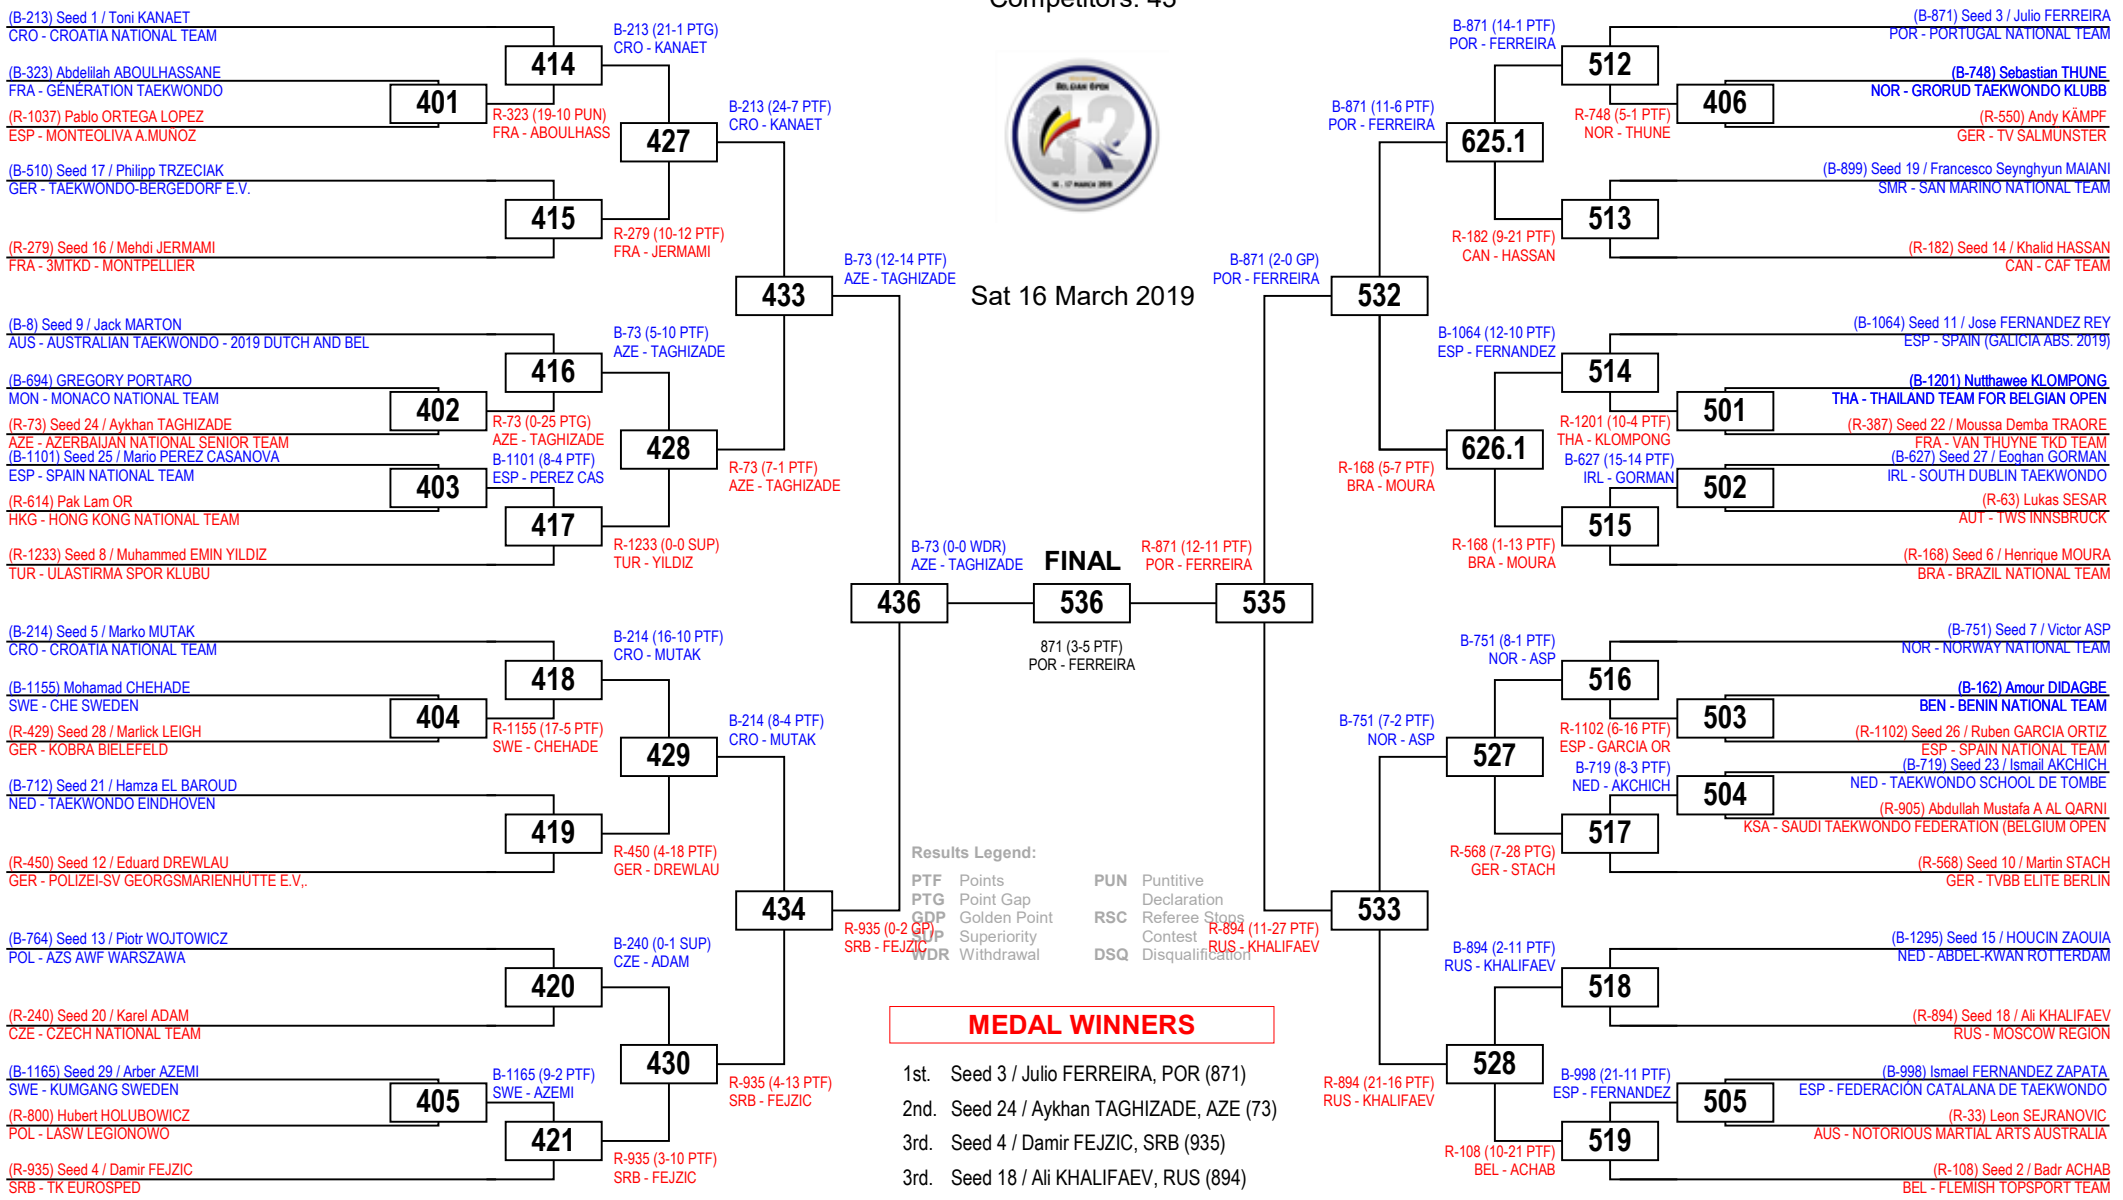 Competitors: 43
(B-213) Seed 1 / Toni KANAET
CRO - CROATIA NATIONAL TEAM
(B-323) Abdelilah ABOULHASSANE
FRA - GÉNÉRATION TAEKWONDO
(R-1037) Pablo ORTEGA LOPEZ
ESP - MONTEOLIVA A.MUÑOZ
(B-510) Seed 17 / Philipp TRZECIAK
GER - TAEKWONDO-BERGEDORF E.V.
(R-279) Seed 16 / Mehdi JERMAMI
FRA - 3MTKD - MONTPELLIER
(B-8) Seed 9 / Jack MARTON
AUS - AUSTRALIAN TAEKWONDO - 2019 DUTCH AND BEL
(B-694) GREGORY PORTARO
MON - MONACO NATIONAL TEAM
(R-73) Seed 24 / Aykhan TAGHIZADE
AZE - AZERBAIJAN NATIONAL SENIOR TEAM
(B-1101) Seed 25 / Mario PEREZ CASANOVA
ESP - SPAIN NATIONAL TEAM
(R-614) Pak Lam OR
HKG - HONG KONG NATIONAL TEAM
(R-1233) Seed 8 / Muhammed EMIN YILDIZ
TUR - ULASTIRMA SPOR KLUBU
(B-214) Seed 5 / Marko MUTAK
CRO - CROATIA NATIONAL TEAM
(B-1155) Mohamad CHEHADE
SWE - CHE SWEDEN
(R-429) Seed 28 / Marlick LEIGH
GER - KOBRA BIELEFELD
(B-712) Seed 21 / Hamza EL BAROUD
NED - TAEKWONDO EINDHOVEN
(R-450) Seed 12 / Eduard DREWLAU
GER - POLIZEI-SV GEORGSMARIENHÜTTE E.V,.
(B-764) Seed 13 / Piotr WOJTOWICZ
POL - AZS AWF WARSZAWA
(R-240) Seed 20 / Karel ADAM
CZE - CZECH NATIONAL TEAM
(B-1165) Seed 29 / Arber AZEMI
SWE - KUMGANG SWEDEN
(R-800) Hubert HOLUBOWICZ
POL - LASW LEGIONOWO
(R-935) Seed 4 / Damir FEJZIC
SRB - TK EUROSPED
401
402
403
404
405
R-323 (19-10 PUN)
FRA - ABOULHASS
R-73 (0-25 PTG)
AZE - TAGHIZADE
B-1101 (8-4 PTF)
ESP - PEREZ CAS
R-1155 (17-5 PTF)
SWE - CHEHADE
B-1165 (9-2 PTF)
SWE - AZEMI
414
415
416
417
418
419
420
421
B-213 (21-1 PTG)
CRO - KANAET
R-279 (10-12 PTF)
FRA - JERMAMI
B-73 (5-10 PTF)
AZE - TAGHIZADE
R-1233 (0-0 SUP)
TUR - YILDIZ
B-214 (16-10 PTF)
CRO - MUTAK
R-450 (4-18 PTF)
GER - DREWLAU
B-240 (0-1 SUP)
CZE - ADAM
R-935 (3-10 PTF)
SRB - FEJZIC
427
428
429
430
B-213 (24-7 PTF)
CRO - KANAET
R-73 (7-1 PTF)
AZE - TAGHIZADE
B-214 (8-4 PTF)
CRO - MUTAK
R-935 (4-13 PTF)
SRB - FEJZIC
433
434
B-73 (12-14 PTF)
AZE - TAGHIZADE
R-935 (0-2 GP)
SRB - FEJZIC
436
B-73 (0-0 WDR)
AZE - TAGHIZADE
BELGIAN OPEN
G2
16 - 17 MARCH 2019
Sat 16 March 2019
FINAL
536
871 (3-5 PTF)
POR - FERREIRA
R-871 (12-11 PTF)
POR - FERREIRA
535
B-871 (2-0 GP)
POR - FERREIRA
R-894 (11-27 PTF)
RUS - KHALIFAEV
532
533
B-871 (11-6 PTF)
POR - FERREIRA
R-168 (5-7 PTF)
BRA - MOURA
B-751 (7-2 PTF)
NOR - ASP
R-894 (21-16 PTF)
RUS - KHALIFAEV
625.1
626.1
527
528
B-871 (14-1 PTF)
POR - FERREIRA
R-182 (9-21 PTF)
CAN - HASSAN
B-1064 (12-10 PTF)
ESP - FERNANDEZ
R-168 (1-13 PTF)
BRA - MOURA
B-751 (8-1 PTF)
NOR - ASP
R-568 (7-28 PTG)
GER - STACH
B-894 (2-11 PTF)
RUS - KHALIFAEV
R-108 (10-21 PTF)
BEL - ACHAB
512
513
514
515
516
517
518
519
R-748 (5-1 PTF)
NOR - THUNE
R-1201 (10-4 PTF)
THA - KLOMPONG
B-627 (15-14 PTF)
IRL - GORMAN
R-1102 (6-16 PTF)
ESP - GARCIA OR
B-719 (8-3 PTF)
NED - AKCHICH
B-998 (21-11 PTF)
ESP - FERNANDEZ
406
501
502
503
504
505
(B-871) Seed 3 / Julio FERREIRA
POR - PORTUGAL NATIONAL TEAM
(B-748) Sebastian THUNE
NOR - GRORUD TAEKWONDO KLUBB
(R-550) Andy KÄMPF
GER - TV SALMÜNSTER
(B-899) Seed 19 / Francesco Seynghyun MAIANI
SMR - SAN MARINO NATIONAL TEAM
(R-182) Seed 14 / Khalid HASSAN
CAN - CAF TEAM
(B-1064) Seed 11 / Jose FERNANDEZ REY
ESP - SPAIN (GALICIA ABS. 2019)
(B-1201) Nutthawee KLOMPONG
THA - THAILAND TEAM FOR BELGIAN OPEN
(R-387) Seed 22 / Moussa Demba TRAORE
FRA - VAN THUYNE TKD TEAM
(B-627) Seed 27 / Eoghan GORMAN
IRL - SOUTH DUBLIN TAEKWONDO
(R-63) Lukas SESAR
AUT - TWS INNSBRUCK
(R-168) Seed 6 / Henrique MOURA
BRA - BRAZIL NATIONAL TEAM
(B-751) Seed 7 / Victor ASP
NOR - NORWAY NATIONAL TEAM
(B-162) Amour DIDAGBE
BEN - BENIN NATIONAL TEAM
(R-1102) Seed 26 / Ruben GARCIA ORTIZ
ESP - SPAIN NATIONAL TEAM
(B-719) Seed 23 / Ismail AKCHICH
NED - TAEKWONDO SCHOOL DE TOMBE
(R-905) Abdullah Mustafa A AL QARNI
KSA - SAUDI TAEKWONDO FEDERATION (BELGIUM OPEN
(R-568) Seed 10 / Martin STACH
GER - TVBB ELITE BERLIN
(B-1295) Seed 15 / HOUCIN ZAOUIA
NED - ABDEL-KWAN ROTTERDAM
(R-894) Seed 18 / Ali KHALIFAEV
RUS - MOSCOW REGION
(B-998) Ismael FERNANDEZ ZAPATA
ESP - FEDERACIÓN CATALANA DE TAEKWONDO
(R-33) Leon SEJRANOVIC
AUS - NOTORIOUS MARTIAL ARTS AUSTRALIA
(R-108) Seed 2 / Badr ACHAB
BEL - FLEMISH TOPSPORT TEAM
Results Legend:
PTF Points
PTG Point Gap
GDP Golden Point
SUP Superiority
WDR Withdrawal
PUN Puntitive
Declaration
RSC Referee Stops
Contest
DSQ Disqualification
MEDAL WINNERS
1st. Seed 3 / Julio FERREIRA, POR (871)
2nd. Seed 24 / Aykhan TAGHIZADE, AZE (73)
3rd. Seed 4 / Damir FEJZIC, SRB (935)
3rd. Seed 18 / Ali KHALIFAEV, RUS (894)